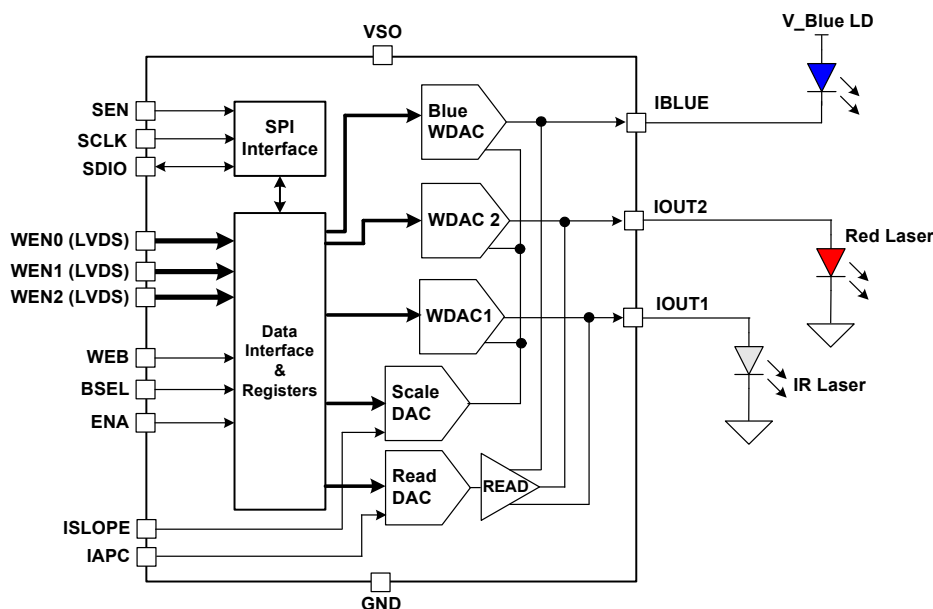 V_Blue LD
VSO
SEN
SCLK
SDIO
SPI
Interface
Blue
WDAC
IBLUE
WEN0 (LVDS)
WEN1 (LVDS)
WEN2 (LVDS)
WDAC 2
IOUT2
Red Laser
WDAC1
IOUT1
IR Laser
Data
Interface
&
Registers
WEB
BSEL
ENA
Scale
DAC
Read
DAC
READ
ISLOPE
IAPC
GND